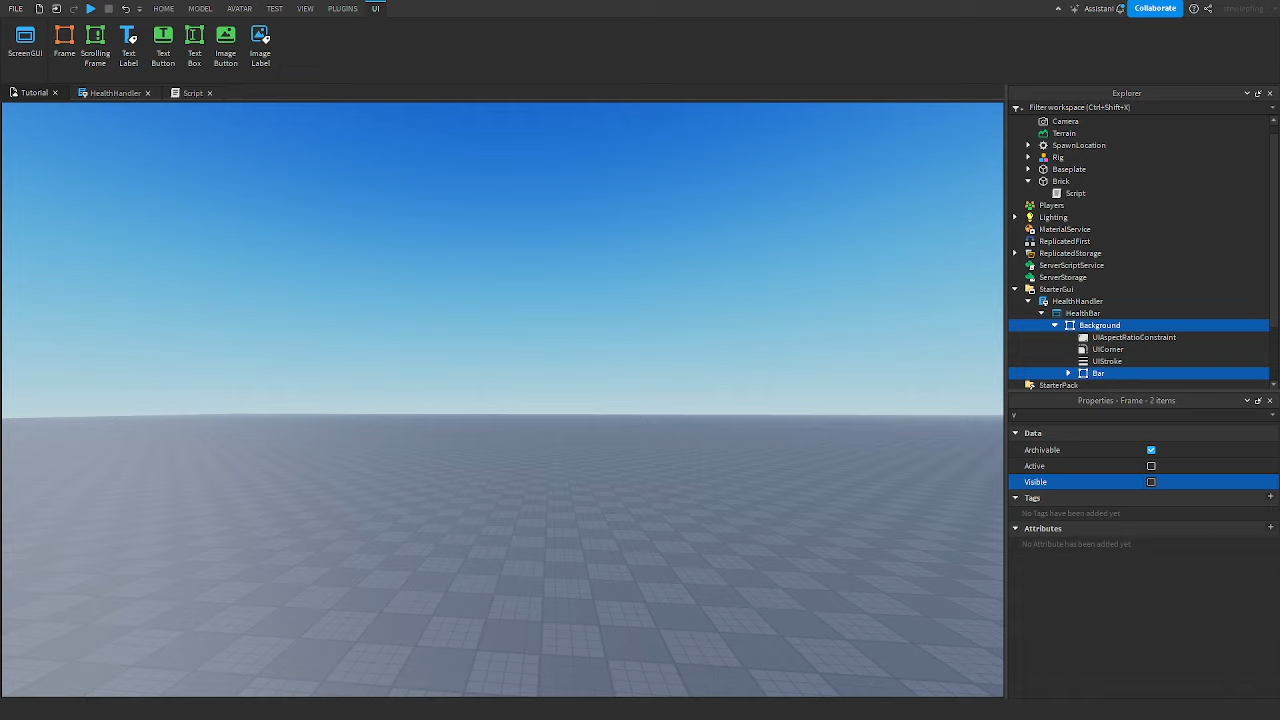 FILE HOME MODEL AVATAR TEST VIEW PLUGINS UI Assistant Collaborate
ScreenGUI Frame Scrolling Frame Text Label Text Button Text Box Image Button Image Label
Tutorial HealthHandler Script
Explorer
Filter workspace (Ctrl+Shift+X)
Camera
Terrain
SpawnLocation
Rig
Baseplate
Brick
Script
Players
Lighting
MaterialService
ReplicatedFirst
ReplicatedStorage
ServerScriptService
ServerStorage
StarterGui
HealthHandler
HealthBar
Background
UIAspectRatioConstraint
UICorner
UIStroke
Bar
StarterPack
Properties - Frame - 2 items
v
Data
Archivable
Active
Visible
Tags
No Tags have been added yet
Attributes
No Attribute has been added yet